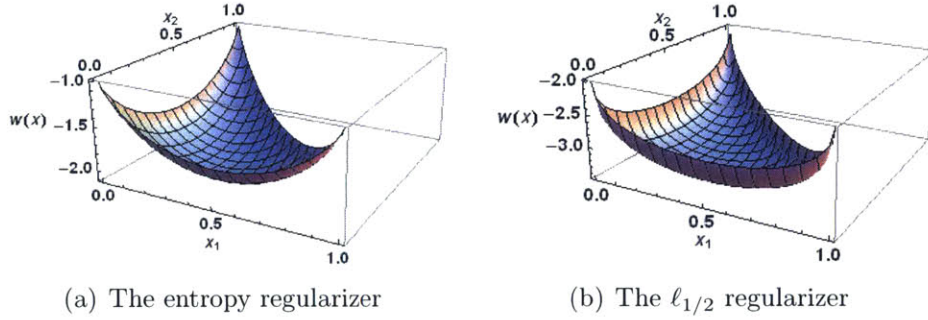 x₂ 1.0
0.5
0.0
−1.0
w(x) −1.5
−2.0
0.0
0.5
x₁
1.0
x₂ 1.0
0.5
0.0
−2.0
−2.5
w(x)
−3.0
0.0
0.5
x₁
1.0
(a) The entropy regularizer
(b) The ℓ₁/₂ regularizer